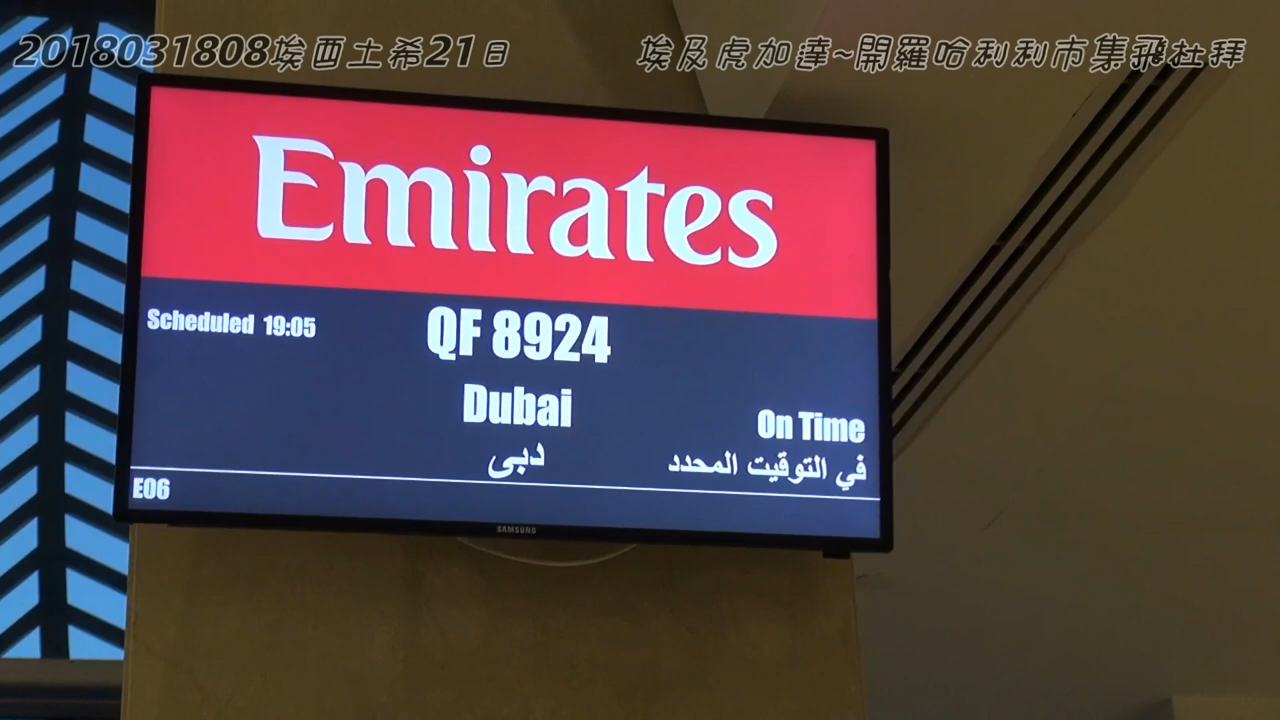 2018031808埃西土希21日
埃及虎加達~開羅哈利利市集飛杜拜
Emirates
Scheduled 19:05
QF 8924
Dubai
دبى
On Time
في التوقيت المحدد
E06
SAMSUNG